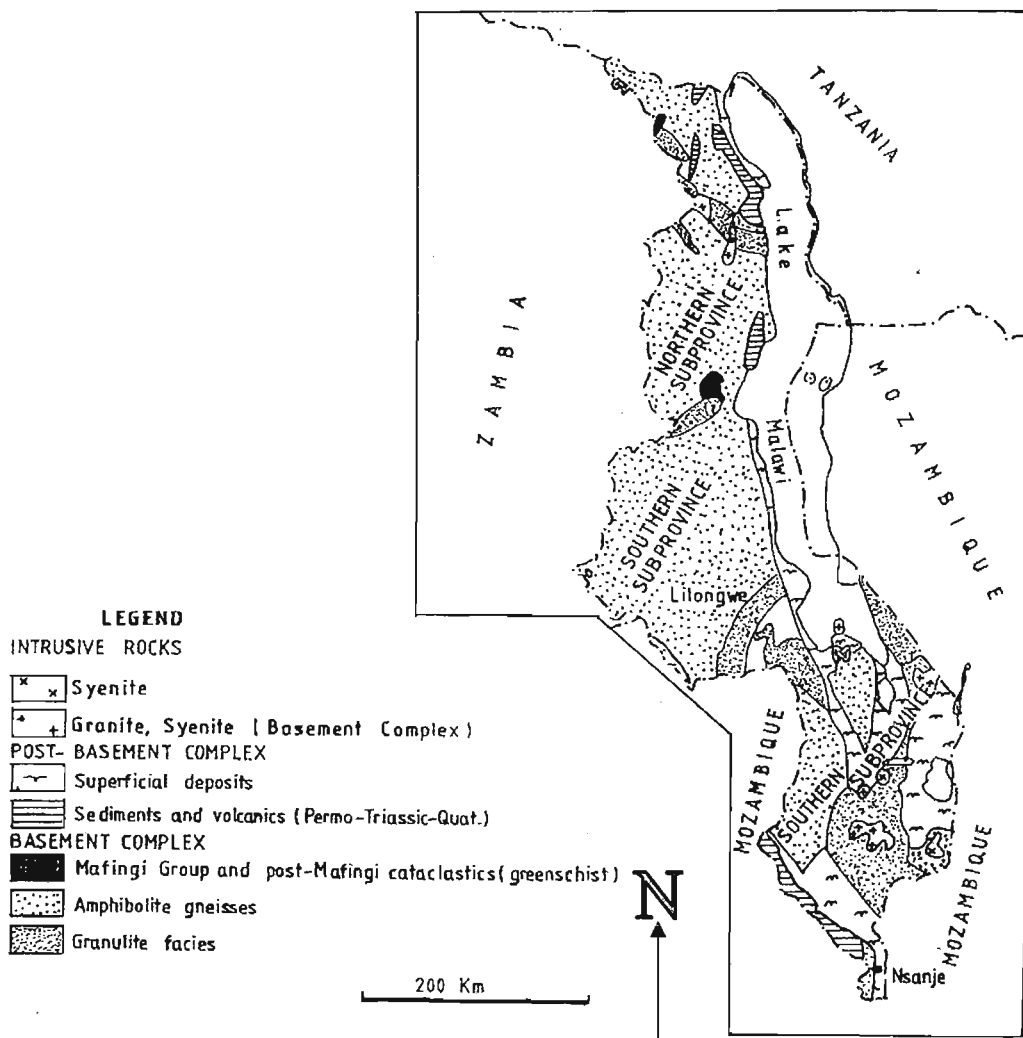 TANZANIA
Lake
ZAMBIA
NORTHERN
SUBPROVINCE
MOZAMBIQUE
Malawi
SOUTHERN
SUBPROVINCE
Lilongwe
LEGEND
INTRUSIVE ROCKS
Syenite
Granite, Syenite (Basement Complex)
POST-BASEMENT COMPLEX
Superficial deposits
Sediments and volcanics (Permo-Triassic-Quat.)
BASEMENT COMPLEX
Mafingi Group and post-Mafingi cataclastics (greenschist)
Amphibolite gneisses
Granulite facies
MOZAMBIQUE
SOUTHERN SUBPROVINCE
MOZAMBIQUE
N
200 Km
Nsanje